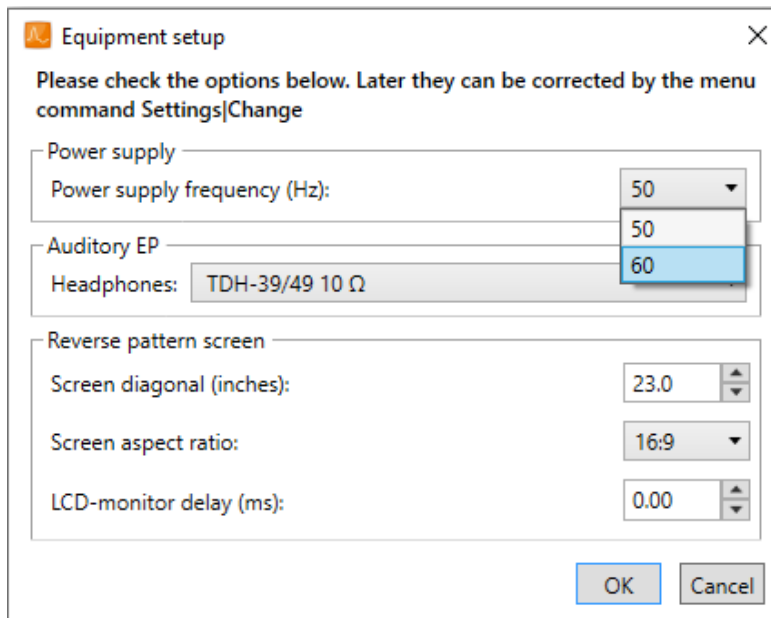 Equipment setup
Please check the options below. Later they can be corrected by the menu
command Settings|Change
Power supply
Power supply frequency (Hz):
50
50
60
Auditory EP
Headphones:
TDH-39/49 10 Ω
Reverse pattern screen
Screen diagonal (inches):
23.0
Screen aspect ratio:
16:9
LCD-monitor delay (ms):
0.00
OK
Cancel